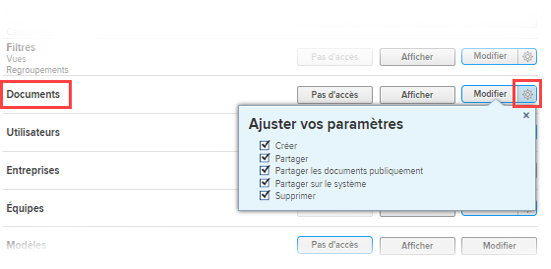 Filtres
Vues
Regroupements
Pas d'accès Afficher Modifier
Documents
Pas d'accès Afficher Modifier
Ajuster vos paramètres
Créer
Partager
Partager les documents publiquement
Partager sur le système
Supprimer
Utilisateurs
Entreprises
Équipes
Modèles
Pas d'accès Afficher Modifier